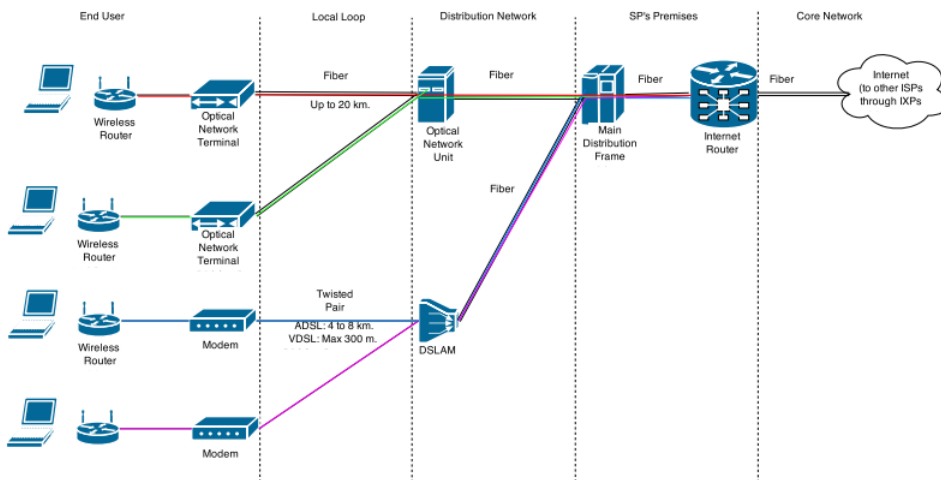 End User
Local Loop
Distribution Network
SP's Premises
Core Network
Fiber
Fiber
Fiber
Fiber
Internet
(to other ISPs
through IXPs)
Up to 20 km.
Wireless
Router
Optical
Network
Terminal
Optical
Network
Unit
Main
Distribution
Frame
Internet
Router
Fiber
Wireless
Router
Optical
Network
Terminal
Twisted
Pair
ADSL: 4 to 8 km.
VDSL: Max 300 m.
Wireless
Router
Modem
DSLAM
Modem